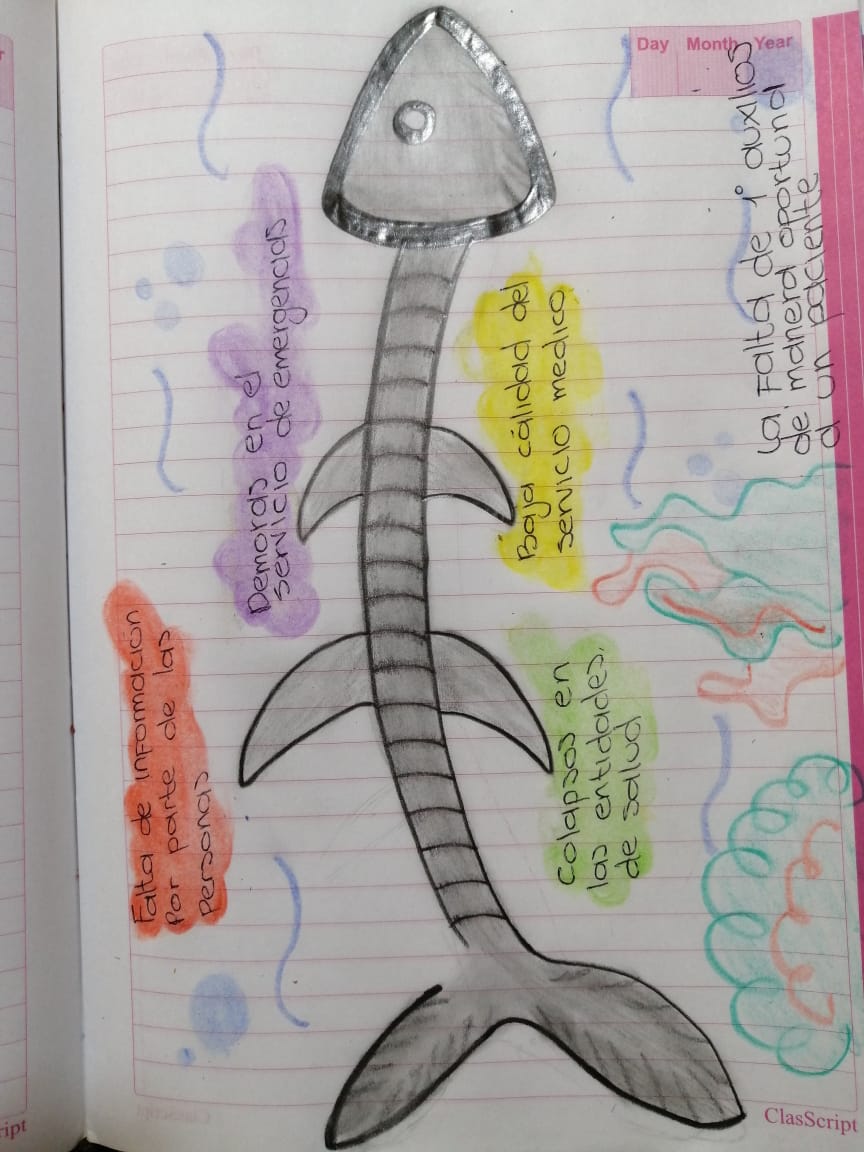 Day Month Year
La Falta de 1° auxilios
de manera oportuna
a un paciente
Demoras en el
servicio de emergencias
Baja cálidad del
servicio medico
Falta de información
por parte de las
Personas
Colapsos en
las entidades.
de salud
ClasScript
ript